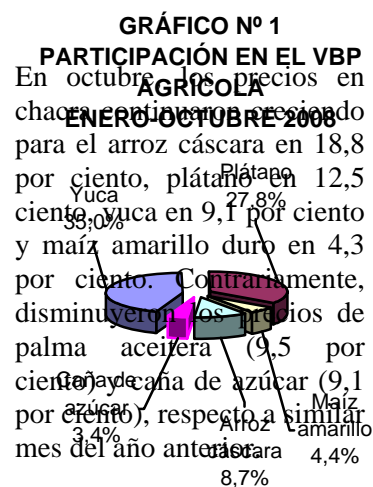 GRÁFICO Nº 1
PARTICIPACIÓN EN EL VBP
AGRÍCOLA
ENERO-OCTUBRE 2008
En octubre, los precios en
chacra continuaron creciendo
para el arroz cáscara en 18,8
por ciento, plátano en 12,5
ciento, yuca en 9,1 por ciento
y maíz amarillo duro en 4,3
por ciento. Contrariamente,
disminuyeron los precios de
palma aceitera (9,5 por
ciento) y caña de azúcar (9,1
por ciento), respecto a similar
mes del año anterior.
Yuca
33,0%
Plátano
27,8%
Caña de
azúcar
3,4%
Arroz
cáscara
8,7%
Maíz
amarillo
4,4%